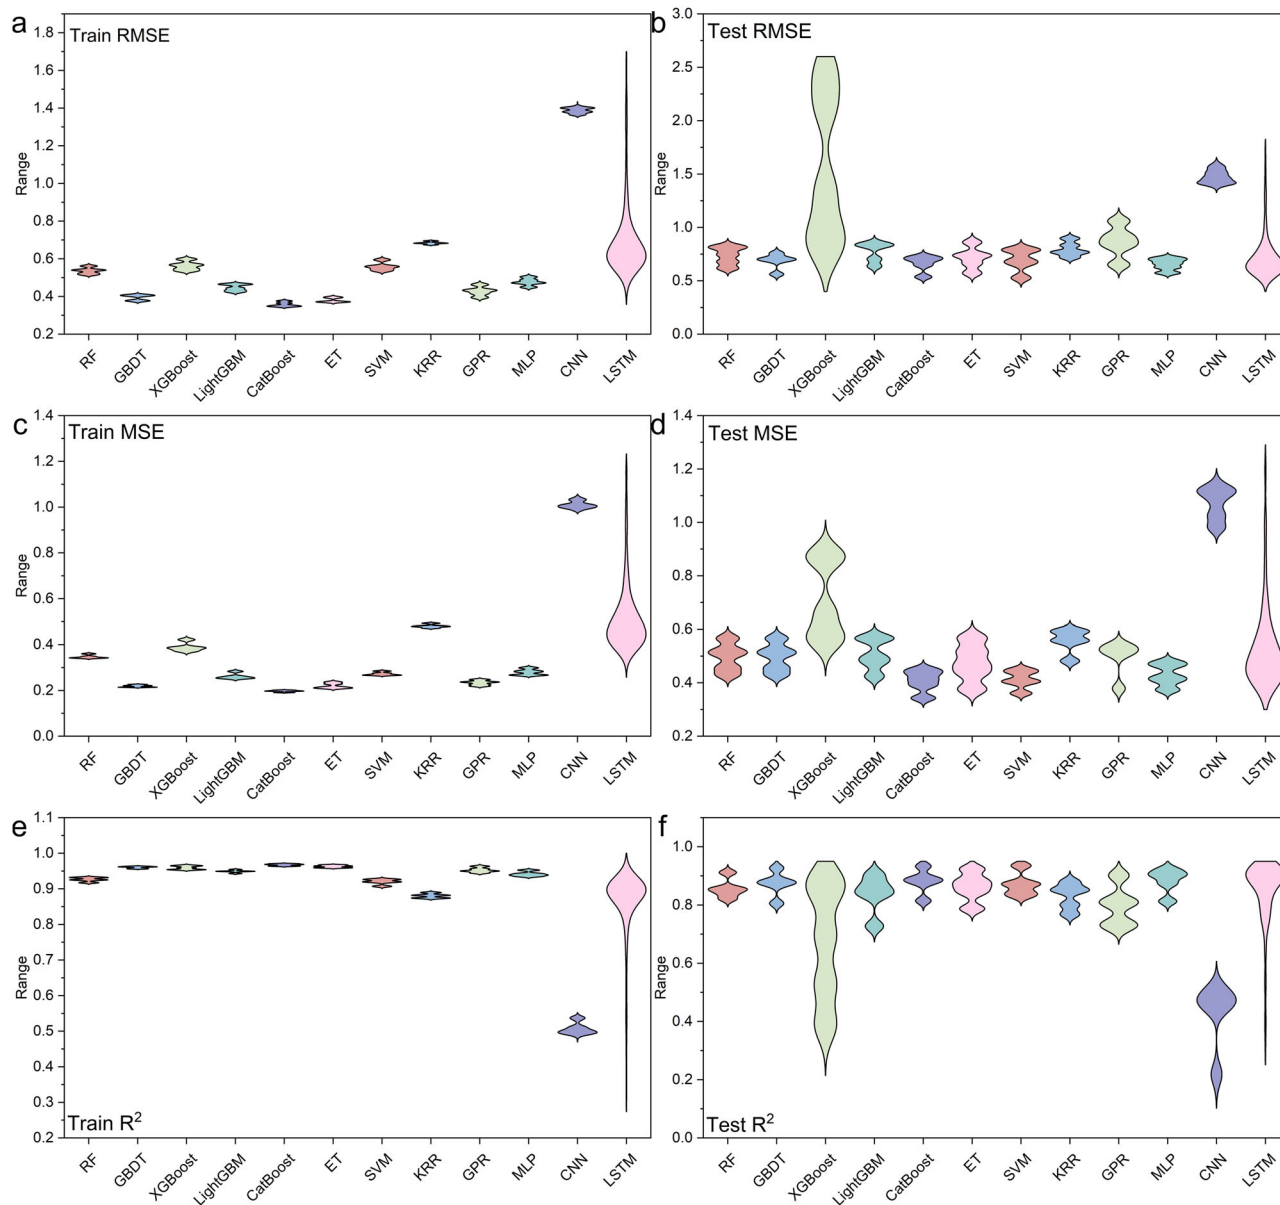 a
Train RMSE
Range
1.8
1.6
1.4
1.2
1.0
0.8
0.6
0.4
0.2
RF
GBDT
XGBoost
LightGBM
CatBoost
ET
SVM
KRR
GPR
MLP
CNN
LSTM
b
Test RMSE
Range
3.0
2.5
2.0
1.5
1.0
0.5
0.0
RF
GBDT
XGBoost
LightGBM
CatBoost
ET
SVM
KRR
GPR
MLP
CNN
LSTM
c
Train MSE
Range
1.4
1.2
1.0
0.8
0.6
0.4
0.2
0.0
RF
GBDT
XGBoost
LightGBM
CatBoost
ET
SVM
KRR
GPR
MLP
CNN
LSTM
d
Test MSE
Range
1.4
1.2
1.0
0.8
0.6
0.4
0.2
RF
GBDT
XGBoost
LightGBM
CatBoost
ET
SVM
KRR
GPR
MLP
CNN
LSTM
e
Range
1.1
1.0
0.9
0.8
0.7
0.6
0.5
0.4
0.3
0.2
Train R²
RF
GBDT
XGBoost
LightGBM
CatBoost
ET
SVM
KRR
GPR
MLP
CNN
LSTM
f
Range
1.0
0.8
0.6
0.4
0.2
0.0
Test R²
RF
GBDT
XGBoost
LightGBM
CatBoost
ET
SVM
KRR
GPR
MLP
CNN
LSTM